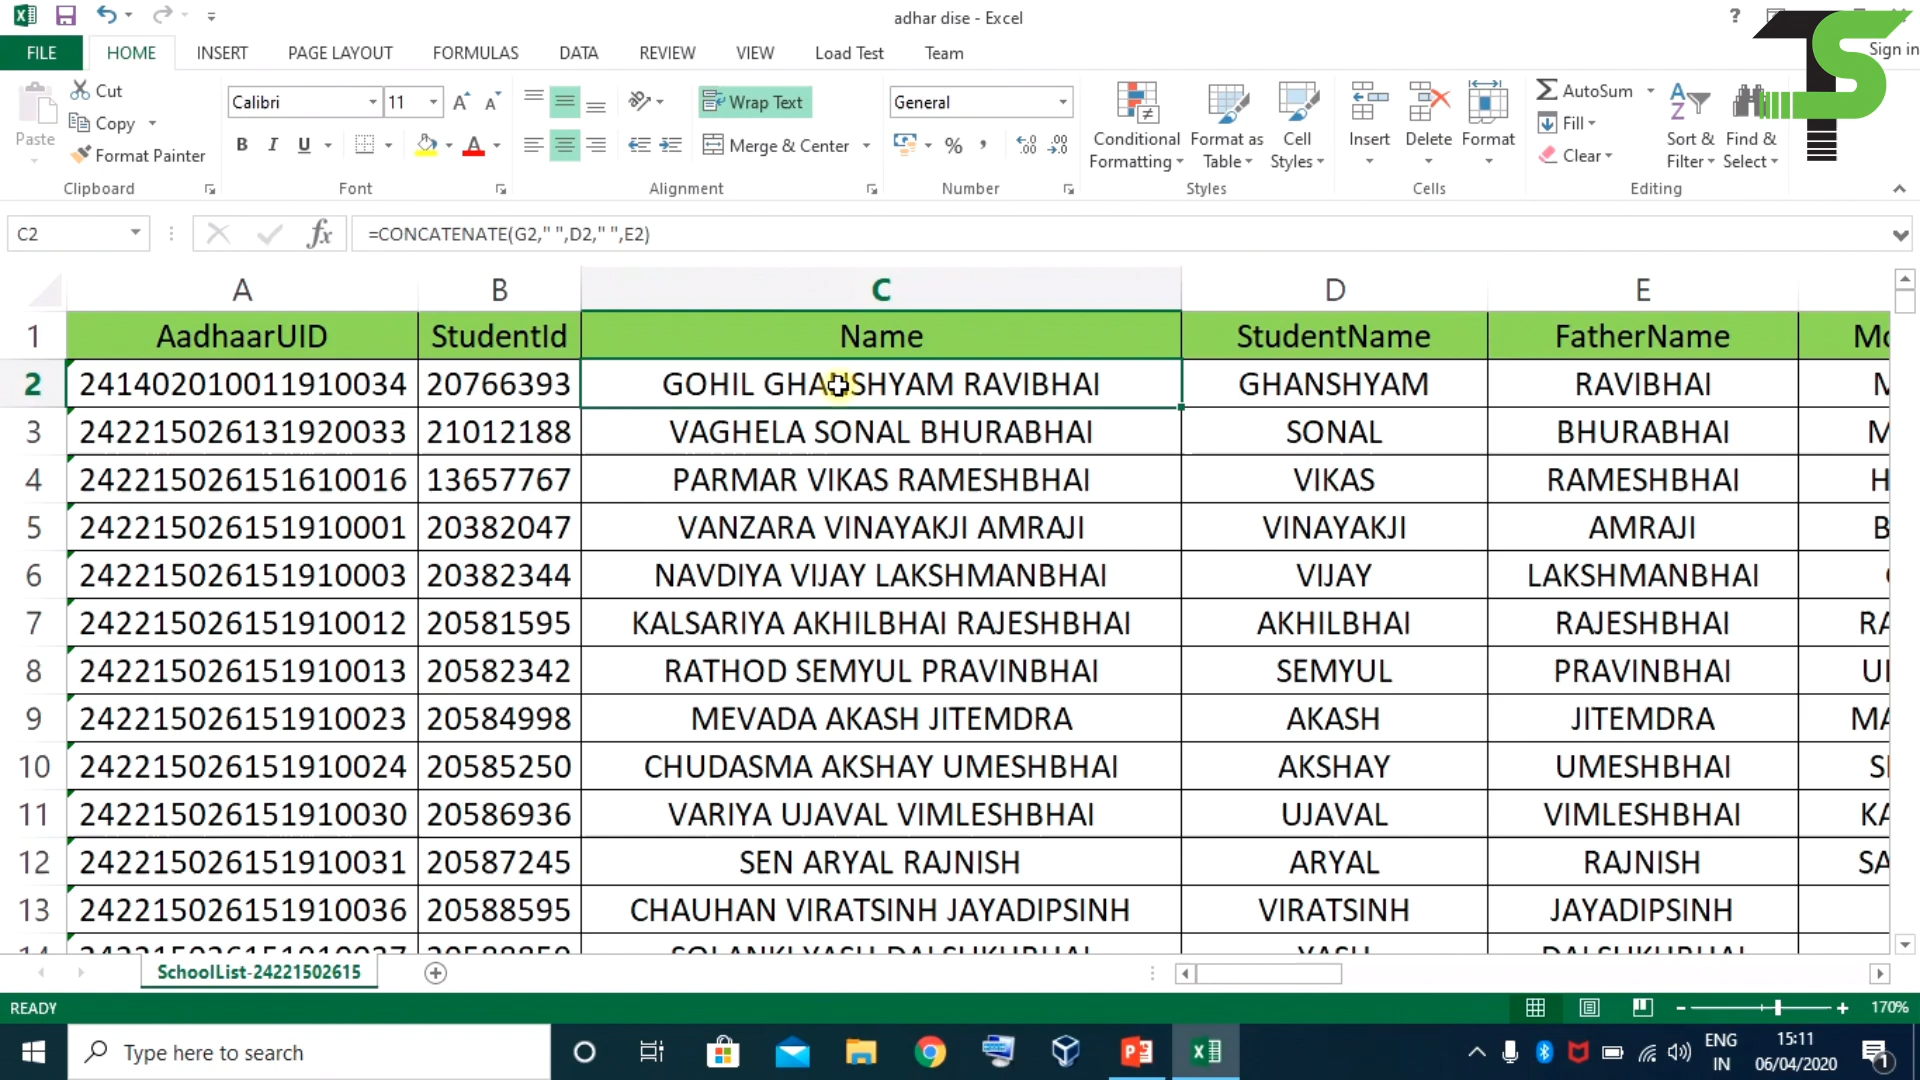 adhar dise - Excel
?
Sign in
TS
FILE HOME INSERT PAGE LAYOUT FORMULAS DATA REVIEW VIEW Load Test Team
Paste
Cut
Copy
Format Painter
Clipboard
Calibri 11
B I U
Font
Wrap Text
Merge & Center
Alignment
General
%
Number
Conditional Formatting
Format as Table
Cell Styles
Styles
Insert
Delete
Format
Cells
AutoSum
Fill
Clear
Sort & Filter
Find & Select
Editing
C2 fx =CONCATENATE(G2," ",D2," ",E2)
A B C D E
1 AadhaarUID StudentId Name StudentName FatherName
2 241402010011910034 20766393 GOHIL GHANSHYAM RAVIBHAI GHANSHYAM RAVIBHAI
3 242215026131920033 21012188 VAGHELA SONAL BHURABHAI SONAL BHURABHAI
4 242215026151610016 13657767 PARMAR VIKAS RAMESHBHAI VIKAS RAMESHBHAI
5 242215026151910001 20382047 VANZARA VINAYAKJI AMRAJI VINAYAKJI AMRAJI
6 242215026151910003 20382344 NAVDIYA VIJAY LAKSHMANBHAI VIJAY LAKSHMANBHAI
7 242215026151910012 20581595 KALSARIYA AKHILBHAI RAJESHBHAI AKHILBHAI RAJESHBHAI RA
8 242215026151910013 20582342 RATHOD SEMYUL PRAVINBHAI SEMYUL PRAVINBHAI
9 242215026151910023 20584998 MEVADA AKASH JITEMDRA AKASH JITEMDRA MA
10 242215026151910024 20585250 CHUDASMA AKSHAY UMESHBHAI AKSHAY UMESHBHAI
11 242215026151910030 20586936 VARIYA UJAVAL VIMLESHBHAI UJAVAL VIMLESHBHAI KA
12 242215026151910031 20587245 SEN ARYAL RAJNISH ARYAL RAJNISH SA
13 242215026151910036 20588595 CHAUHAN VIRATSINH JAYADIPSINH VIRATSINH JAYADIPSINH
SchoolList-24221502615
READY
170%
Type here to search
ENG
IN
15:11
06/04/2020
1